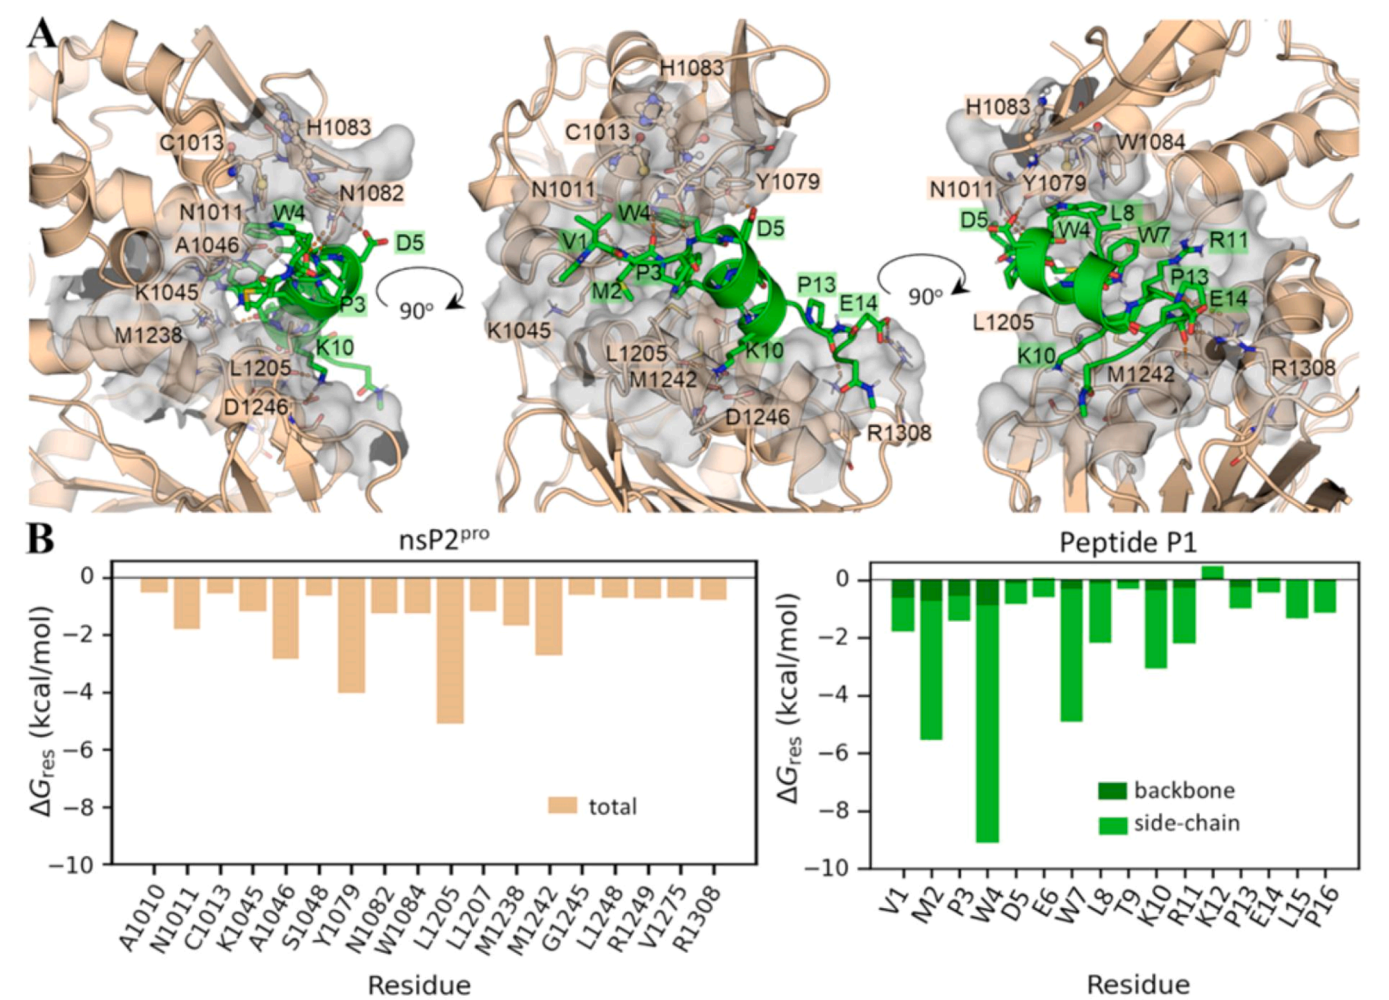 A
H1083
C1013
N1082
N1011
W4
D5
A1046
K1045
P3
M1238
K10
L1205
D1246
90o
H1083
C1013
N1011
Y1079
W4
D5
V1
P3
M2
P13
E14
K1045
K10
L1205
M1242
D1246
R1308
90o
H1083
W1084
N1011
Y1079
D5
L8
W4
W7
R11
P13
E14
L1205
K10
M1242
R1308
B
nsP2pro
0
−2
−4
−6
−8
−10
ΔGres (kcal/mol)
total
A1010
N1011
C1013
K1045
A1046
S1048
Y1079
N1082
W1084
L1205
L1207
M1238
M1242
G1245
L1248
R1249
V1275
R1308
Residue
Peptide P1
0
−2
−4
−6
−8
−10
ΔGres (kcal/mol)
backbone
side-chain
V1
M2
P3
W4
D5
E6
W7
L8
T9
K10
R11
K12
P13
E14
L15
P16
Residue